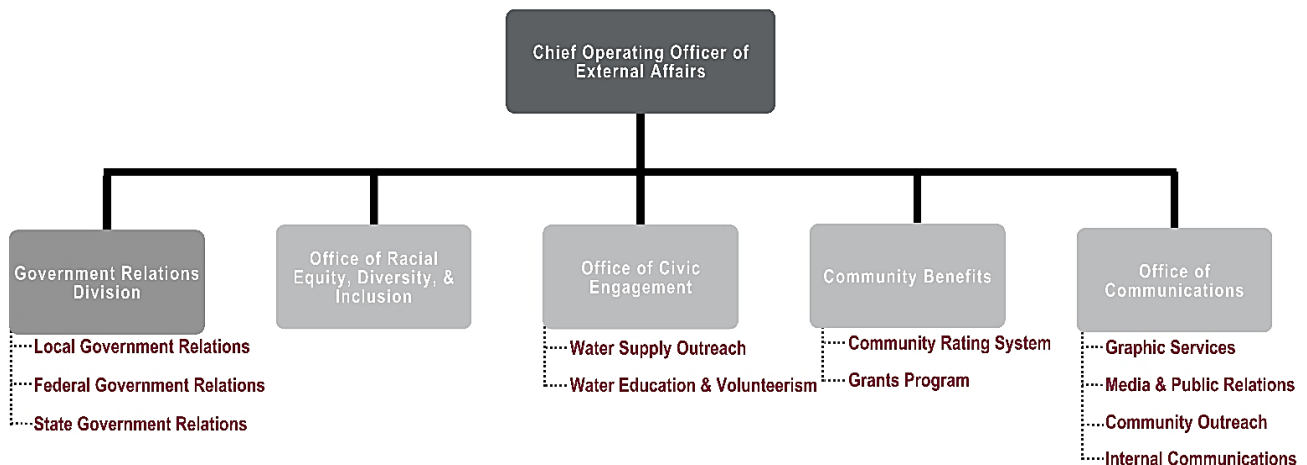 Chief Operating Officer of
External Affairs
Government Relations
Division
Local Government Relations
Federal Government Relations
State Government Relations
Office of Racial
Equity, Diversity, &
Inclusion
Office of Civic
Engagement
Water Supply Outreach
Water Education & Volunteerism
Community Benefits
Community Rating System
Grants Program
Office of
Communications
Graphic Services
Media & Public Relations
Community Outreach
Internal Communications